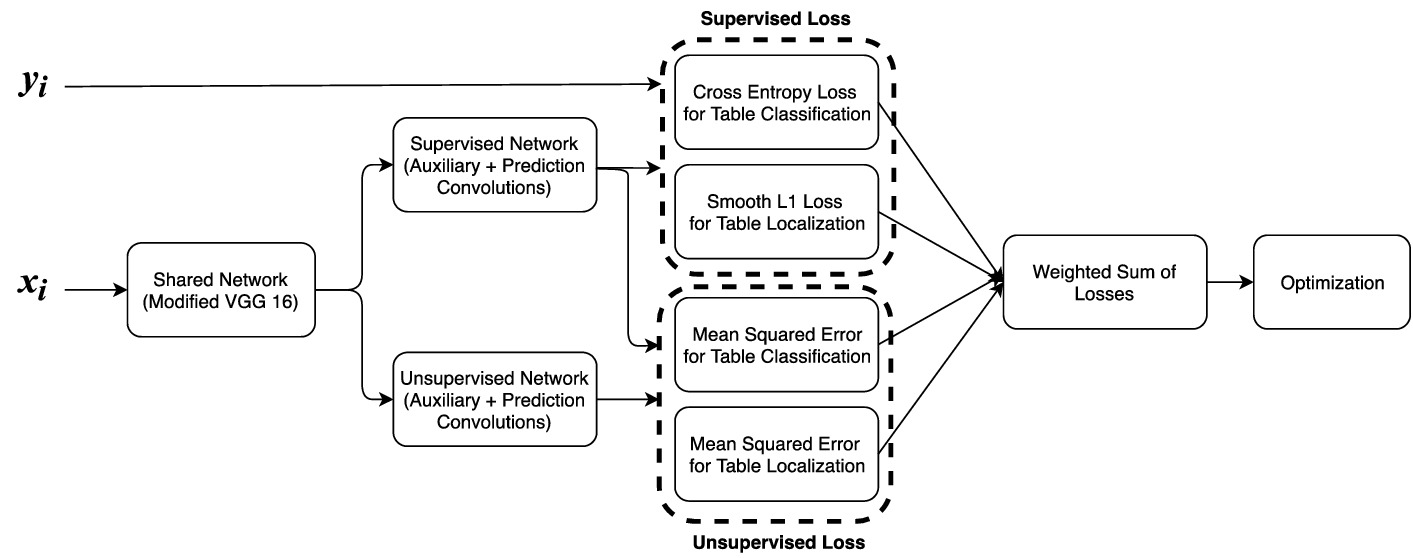 Supervised Loss
yᵢ
Cross Entropy Loss
for Table Classification
Supervised Network
(Auxiliary + Prediction
Convolutions)
Smooth L1 Loss
for Table Localization
xᵢ
Shared Network
(Modified VGG 16)
Weighted Sum of
Losses
Optimization
Mean Squared Error
for Table Classification
Unsupervised Network
(Auxiliary + Prediction
Convolutions)
Mean Squared Error
for Table Localization
Unsupervised Loss